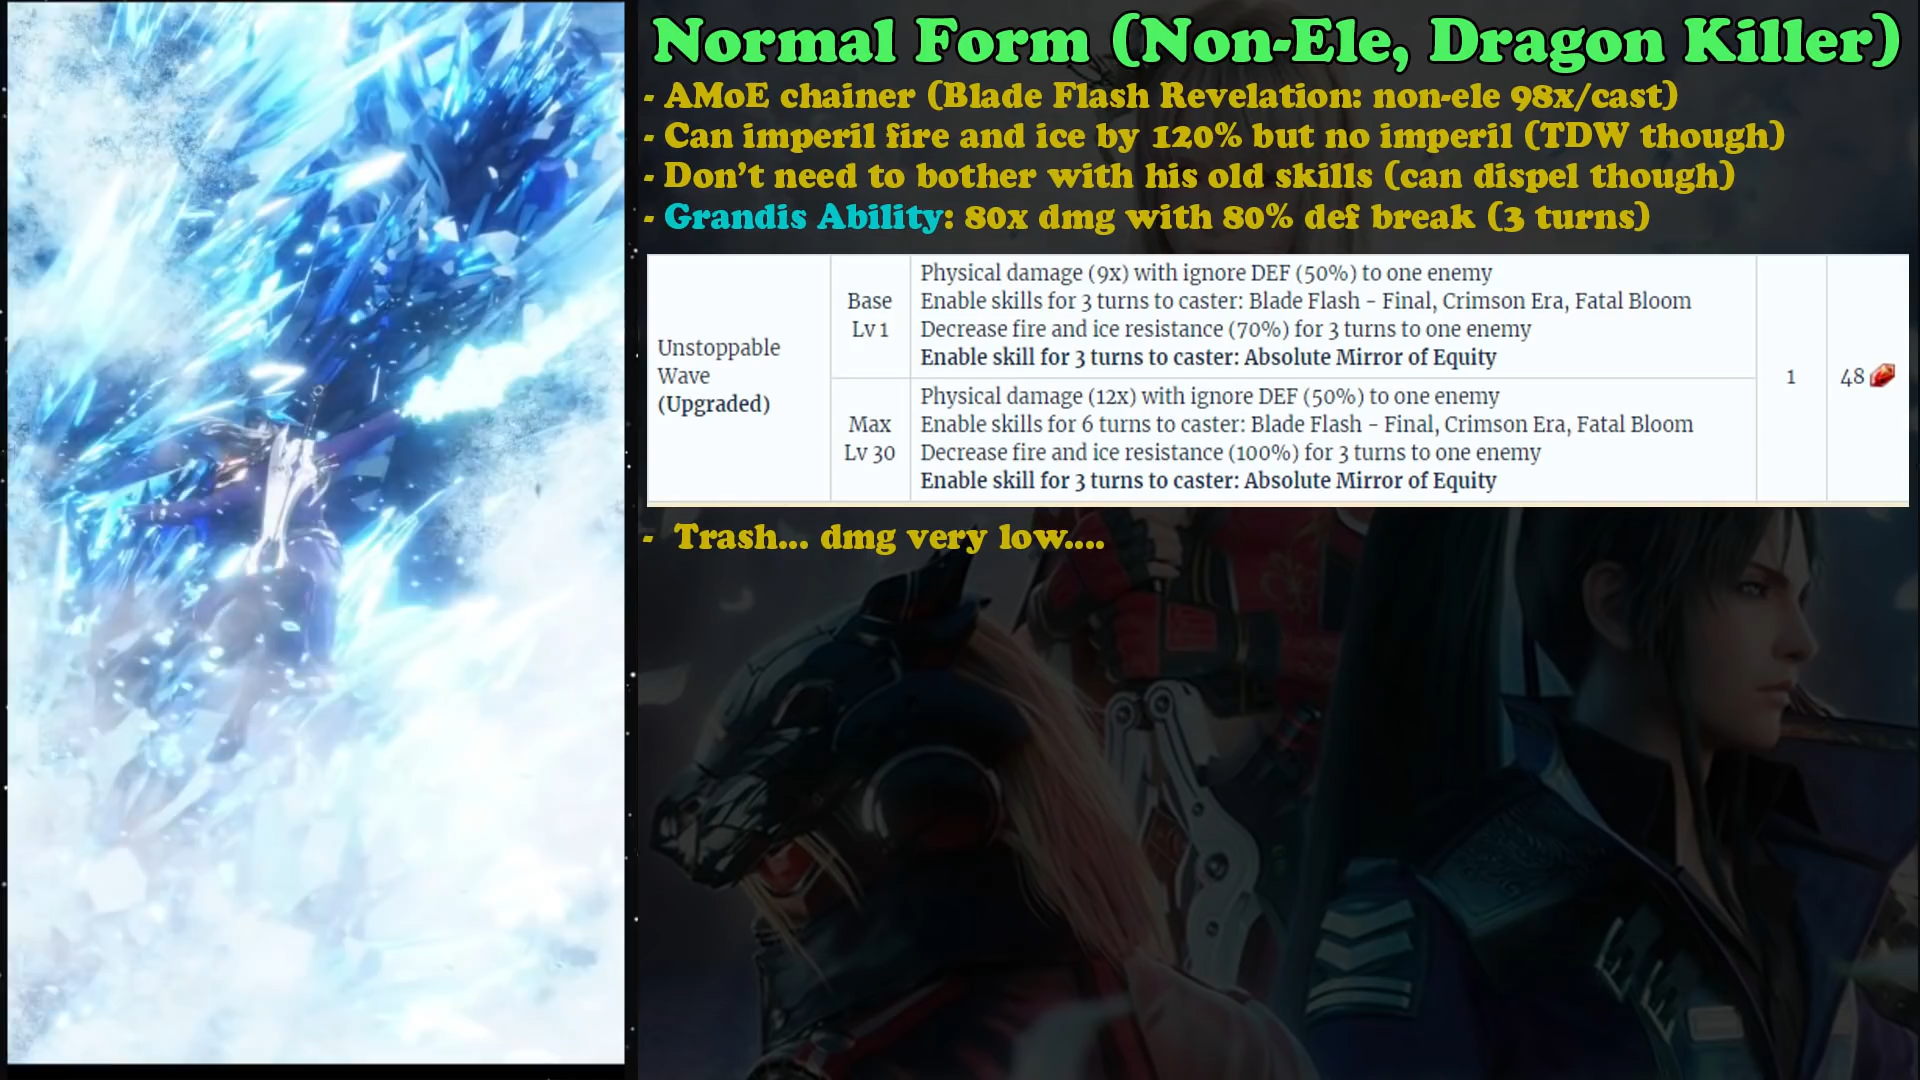 Normal Form (Non-Ele, Dragon Killer)
- AMoE chainer (Blade Flash Revelation: non-ele 98x/cast)
- Can imperil fire and ice by 120% but no imperil (TDW though)
- Don't need to bother with his old skills (can dispel though)
- Grandis Ability: 80x dmg with 80% def break (3 turns)
Unstoppable
Wave
(Upgraded)
Base
Lv 1
Physical damage (9x) with ignore DEF (50%) to one enemy
Enable skills for 3 turns to caster: Blade Flash - Final, Crimson Era, Fatal Bloom
Decrease fire and ice resistance (70%) for 3 turns to one enemy
Enable skill for 3 turns to caster: Absolute Mirror of Equity
Max
Lv 30
Physical damage (12x) with ignore DEF (50%) to one enemy
Enable skills for 6 turns to caster: Blade Flash - Final, Crimson Era, Fatal Bloom
Decrease fire and ice resistance (100%) for 3 turns to one enemy
Enable skill for 3 turns to caster: Absolute Mirror of Equity
1
48
- Trash... dmg very low....